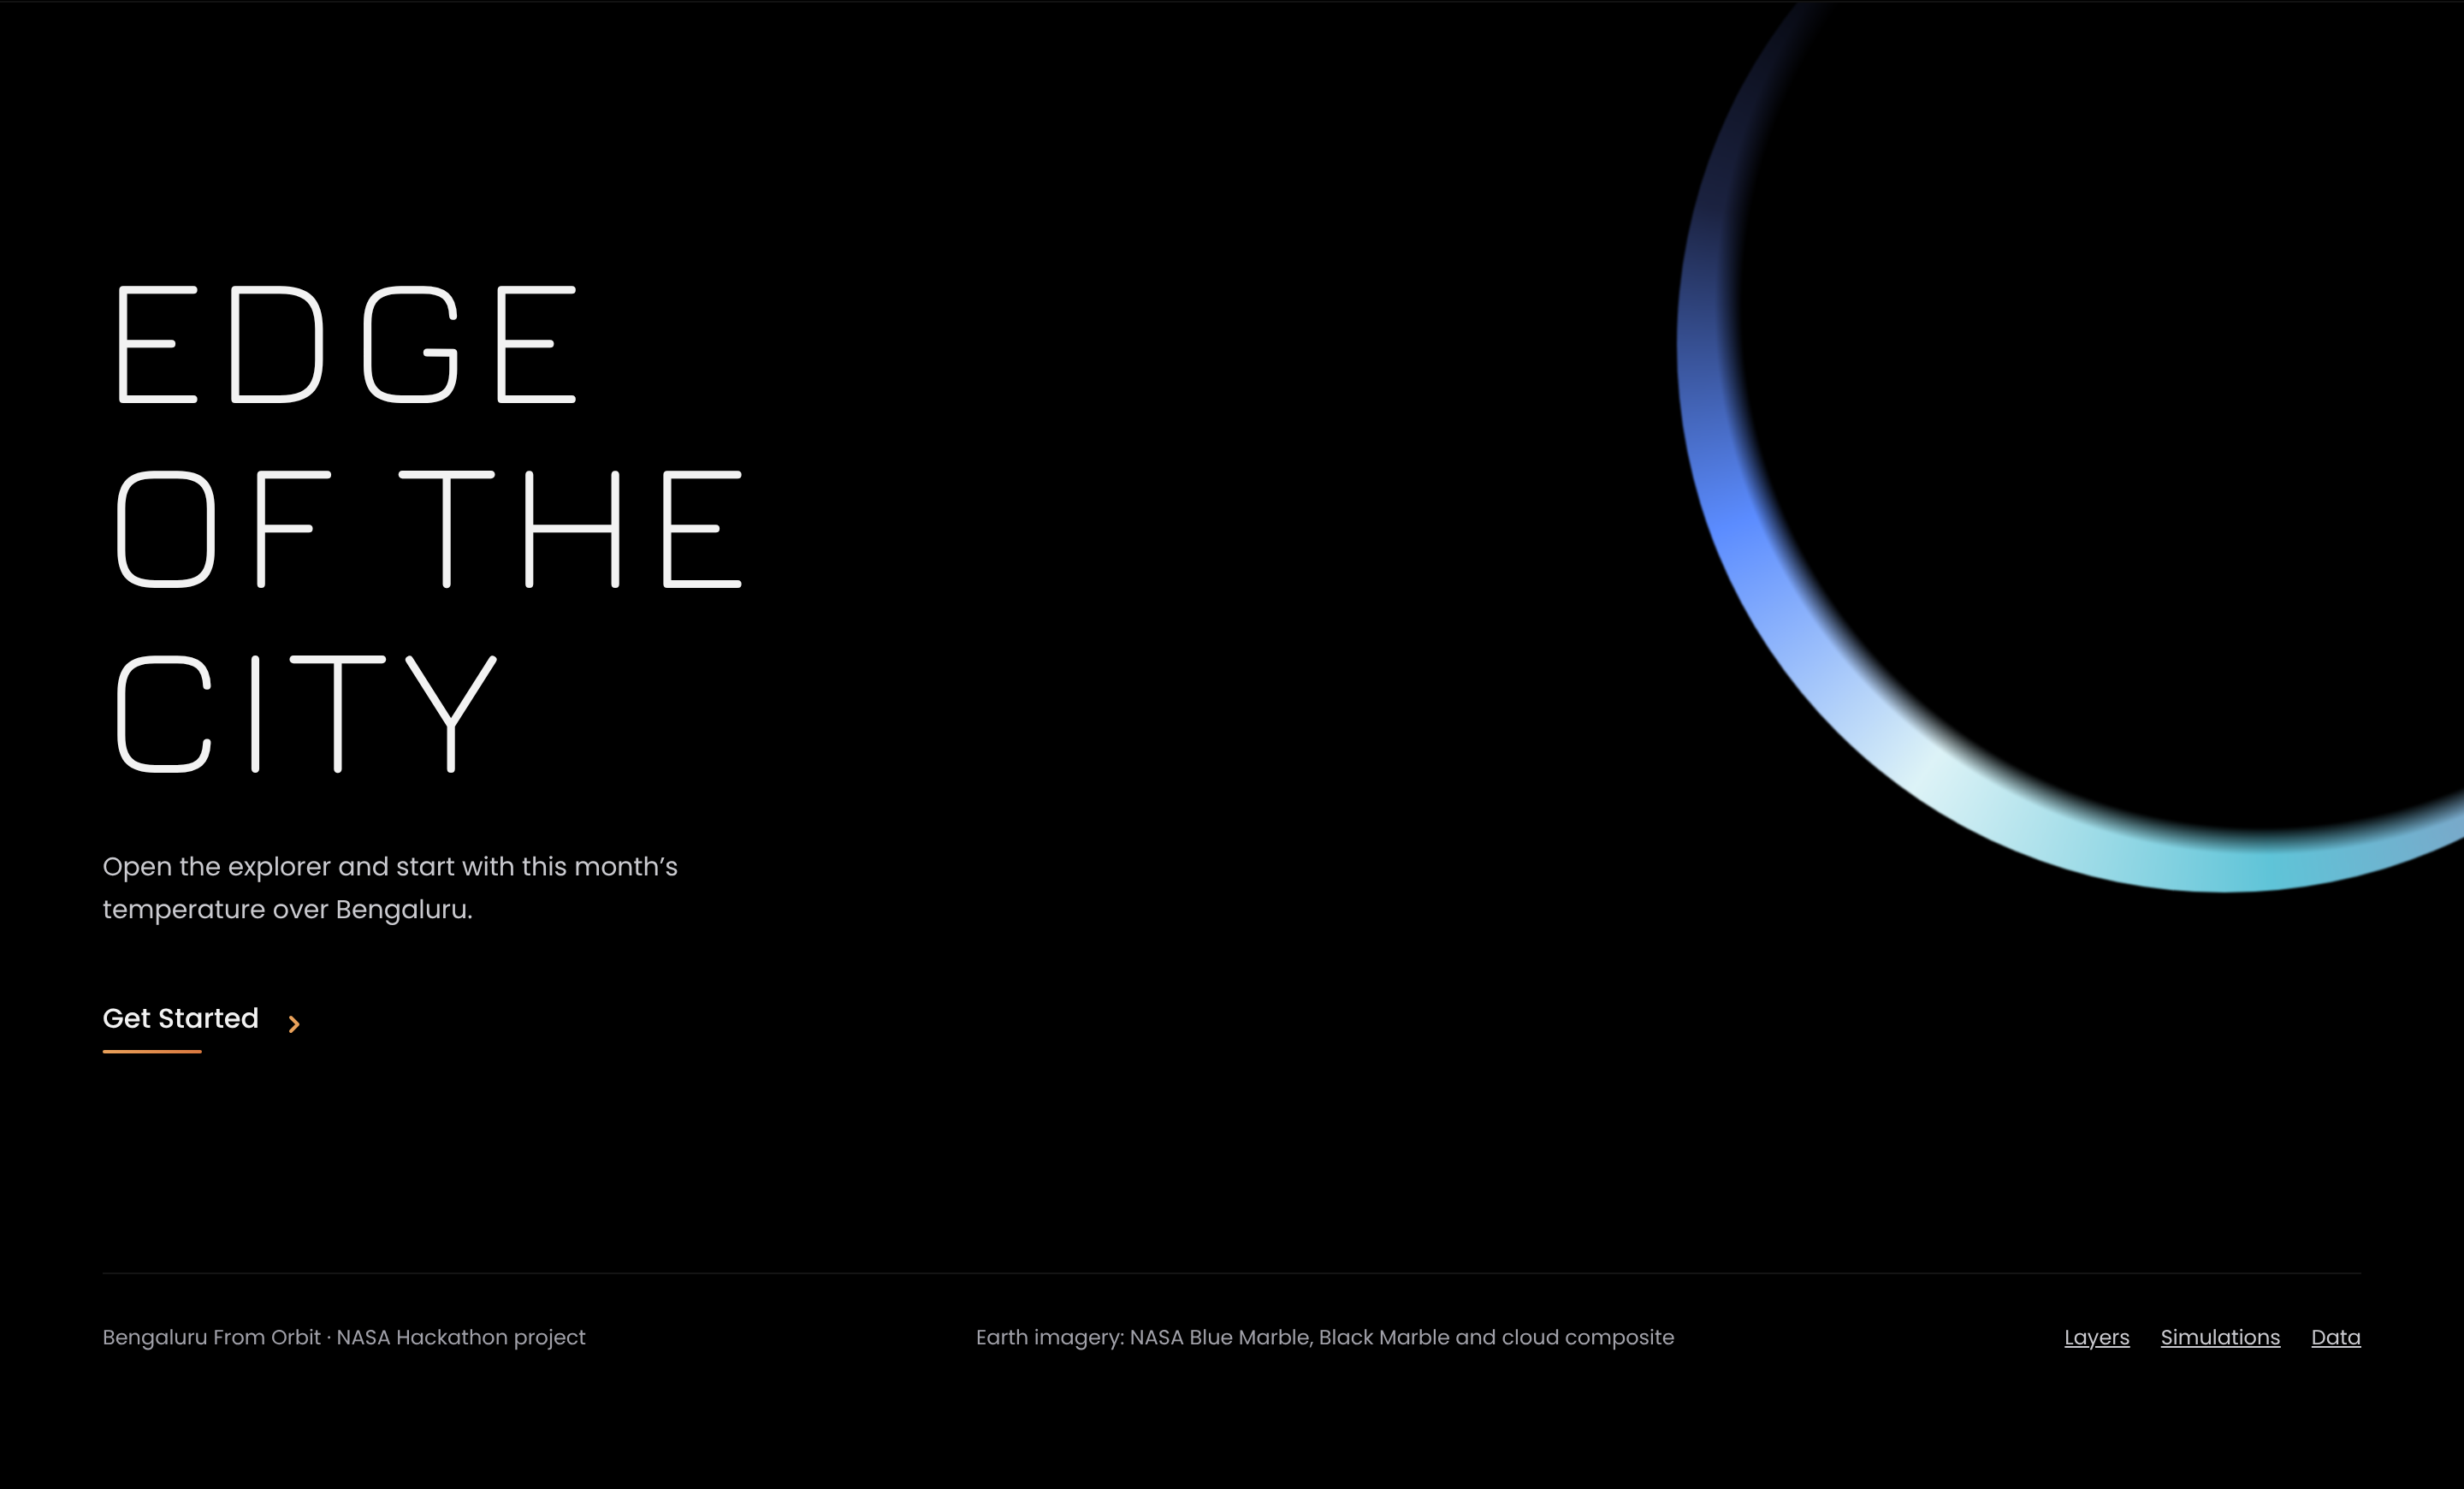 EDGE
OF THE
CITY
Open the explorer and start with this month’s
temperature over Bengaluru.
Get Started
Bengaluru From Orbit · NASA Hackathon project
Earth imagery: NASA Blue Marble, Black Marble and cloud composite
Layers Simulations Data